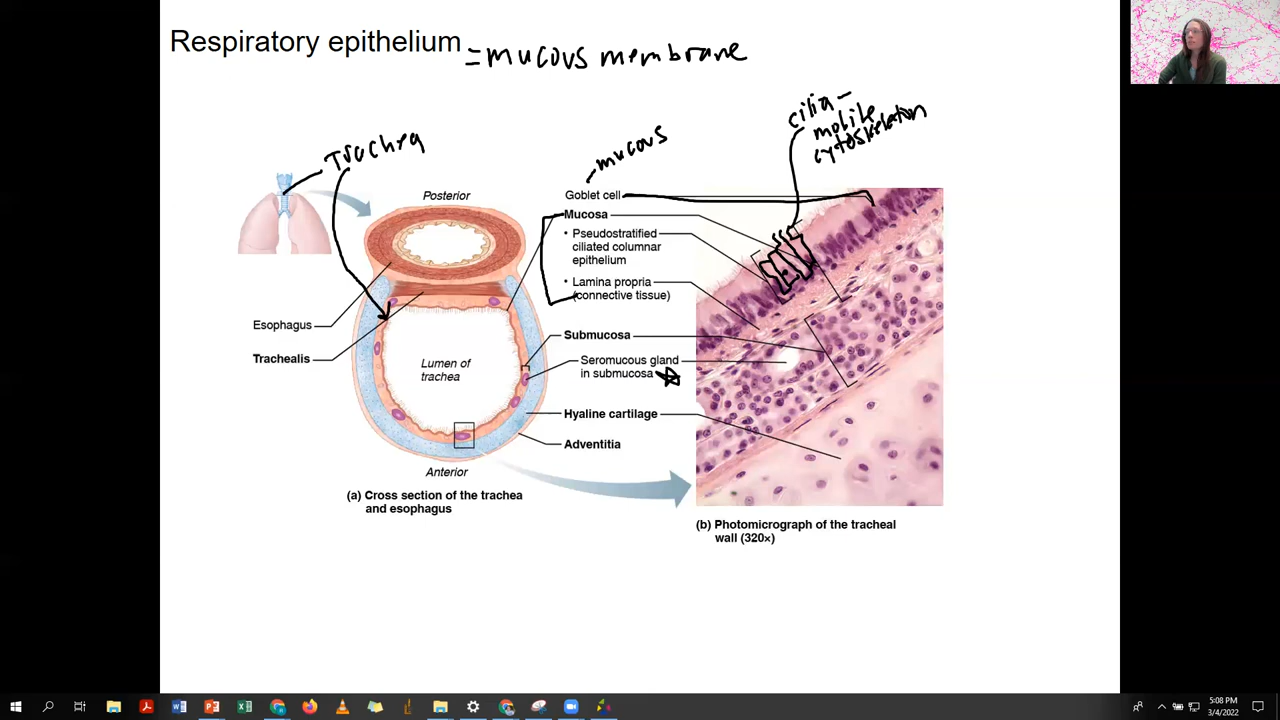 Respiratory epithelium
=mucous membrane
Trachea
mucous
cilia -
mobile
cytoskeleton
Posterior
Goblet cell
Mucosa
• Pseudostratified
ciliated columnar
epithelium
• Lamina propria
(connective tissue)
Esophagus
Trachealis
Lumen of
trachea
Submucosa
Seromucous gland
in submucosa
Hyaline cartilage
Adventitia
Anterior
(a) Cross section of the trachea
and esophagus
(b) Photomicrograph of the tracheal
wall (320×)
5:08 PM
3/4/2022